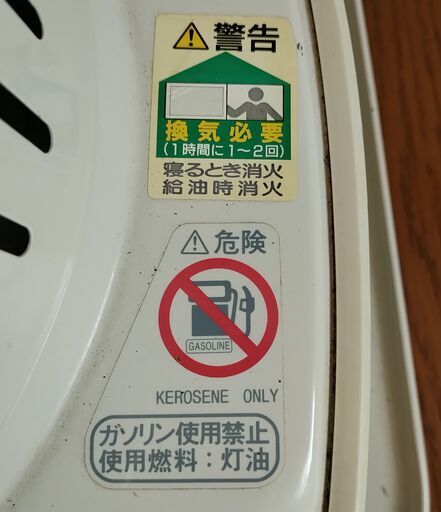 警告
換気必要
(1時間に1～2回)
寝るとき消火
給油時消火
危険
GASOLINE
KEROSENE ONLY
ガソリン使用禁止
使用燃料：灯油